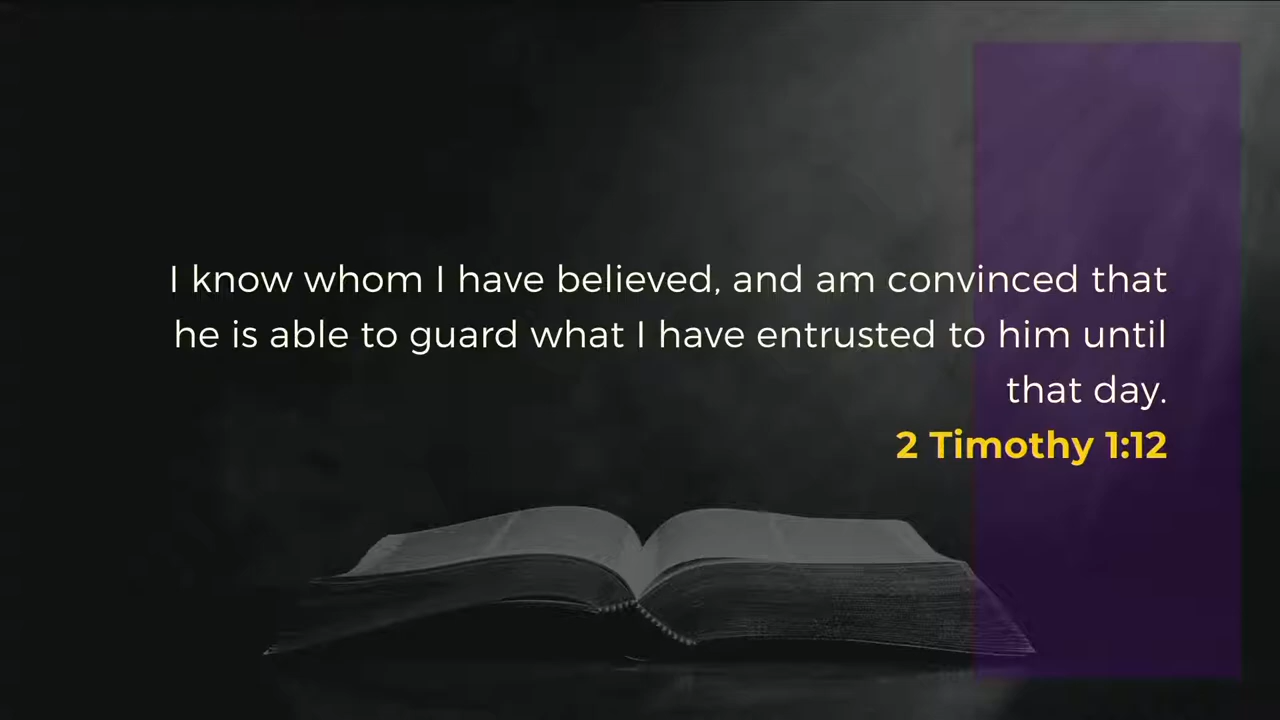 I know whom I have believed, and am convinced that
he is able to guard what I have entrusted to him until
that day.
2 Timothy 1:12